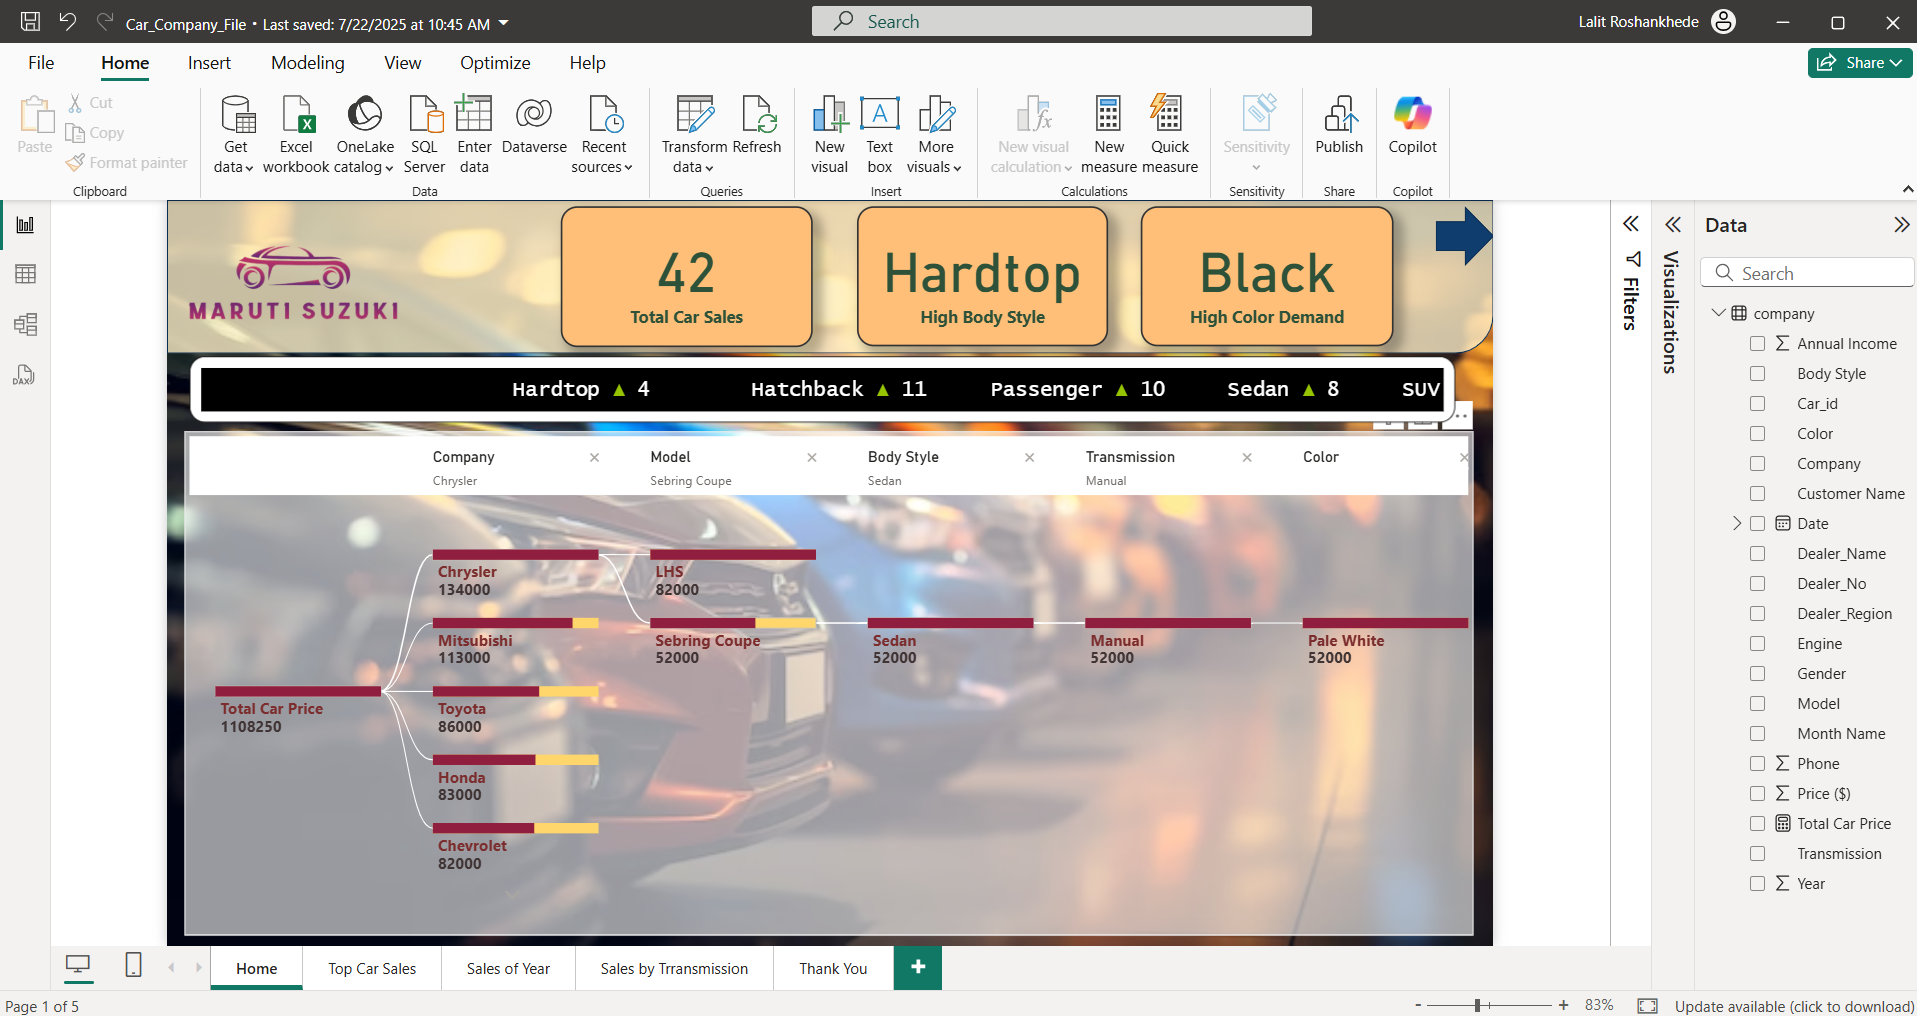 Car_Company_File • Last saved: 7/22/2025 at 10:45 AM
Search
Lalit Roshankhede
File
Home
Insert
Modeling
View
Optimize
Help
Share
Paste
Cut
Copy
Format painter
Clipboard
Get data
Excel workbook
OneLake catalog
SQL Server
Enter data
Dataverse
Recent sources
Data
Transform data
Refresh
Queries
New visual
Text box
More visuals
Insert
New visual calculation
New measure
Quick measure
Calculations
Sensitivity
Sensitivity
Publish
Share
Copilot
Copilot
MARUTI SUZUKI
42
Total Car Sales
Hardtop
High Body Style
Black
High Color Demand
Hardtop ▲ 4
Hatchback ▲ 11
Passenger ▲ 10
Sedan ▲ 8
SUV
Company
Chrysler
Model
Sebring Coupe
Body Style
Sedan
Transmission
Manual
Color
Total Car Price
1108250
Chrysler
134000
Mitsubishi
113000
Toyota
86000
Honda
83000
Chevrolet
82000
LHS
82000
Sebring Coupe
52000
Sedan
52000
Manual
52000
Pale White
52000
Filters
Visualizations
Data
Search
company
Annual Income
Body Style
Car_id
Color
Company
Customer Name
Date
Dealer_Name
Dealer_No
Dealer_Region
Engine
Gender
Model
Month Name
Phone
Price ($)
Total Car Price
Transmission
Year
Home
Top Car Sales
Sales of Year
Sales by Trransmission
Thank You
Page 1 of 5
- + 83%
Update available (click to download)